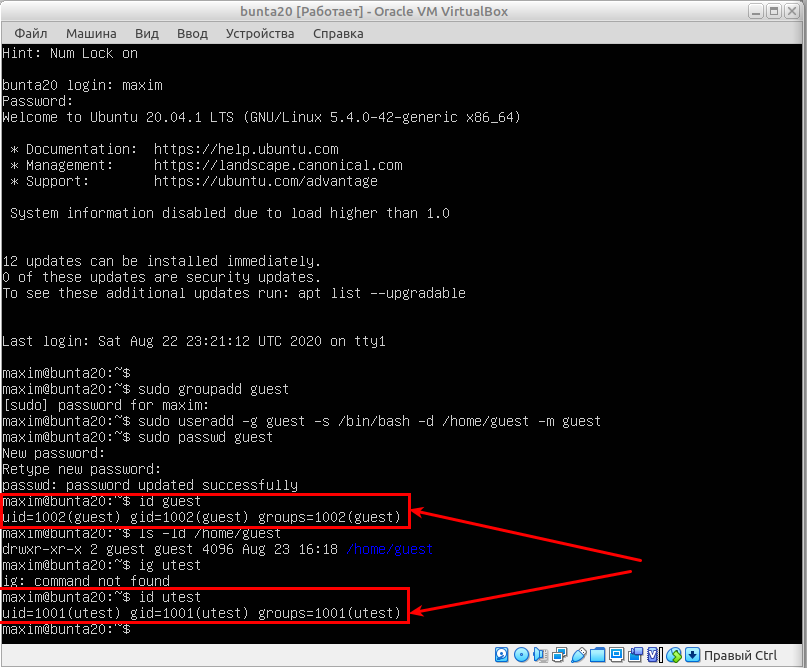 bunta20 [Работает] - Oracle VM VirtualBox
Файл Машина Вид Ввод Устройства Справка
Hint: Num Lock on
bunta20 login: maxim
Password:
Welcome to Ubuntu 20.04.1 LTS (GNU/Linux 5.4.0-42-generic x86_64)
* Documentation: https://help.ubuntu.com
* Management: https://landscape.canonical.com
* Support: https://ubuntu.com/advantage
System information disabled due to load higher than 1.0
12 updates can be installed immediately.
0 of these updates are security updates.
To see these additional updates run: apt list --upgradable
Last login: Sat Aug 22 23:21:12 UTC 2020 on tty1
maxim@bunta20:~$
maxim@bunta20:~$ sudo groupadd guest
[sudo] password for maxim:
maxim@bunta20:~$ sudo useradd -g guest -s /bin/bash -d /home/guest -m guest
maxim@bunta20:~$ sudo passwd guest
New password:
Retype new password:
passwd: password updated successfully
maxim@bunta20:~$ id guest
uid=1002(guest) gid=1002(guest) groups=1002(guest)
maxim@bunta20:~$ ls -ld /home/guest
drwxr-xr-x 2 guest guest 4096 Aug 23 16:18 /home/guest
maxim@bunta20:~$ ig utest
ig: command not found
maxim@bunta20:~$ id utest
uid=1001(utest) gid=1001(utest) groups=1001(utest)
maxim@bunta20:~$
Правый Ctrl